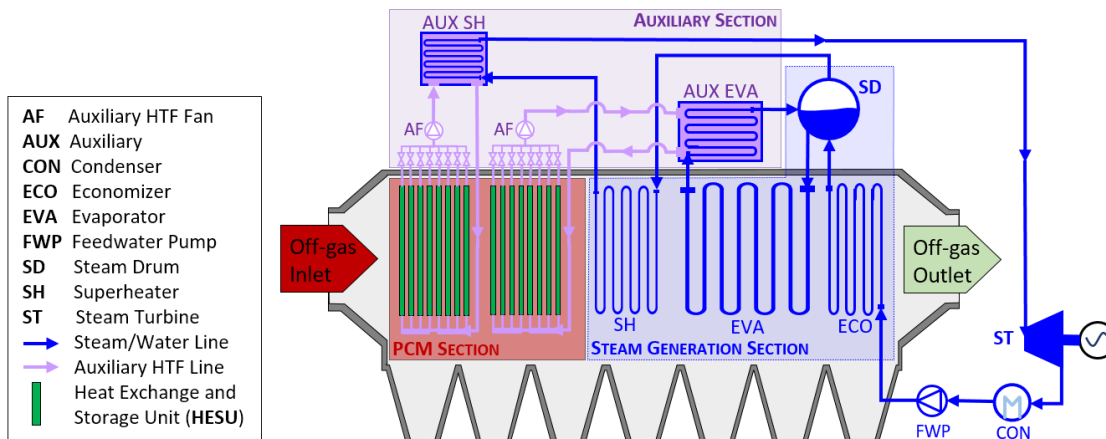 AF Auxiliary HTF Fan
AUX Auxiliary
CON Condenser
ECO Economizer
EVA Evaporator
FWP Feedwater Pump
SD Steam Drum
SH Superheater
ST Steam Turbine
Steam/Water Line
Auxiliary HTF Line
Heat Exchange and
Storage Unit (HESU)
AUXILIARY SECTION
AUX SH
AUX EVA
SD
AF
AF
Off-gas
Inlet
Off-gas
Outlet
SH
EVA
ECO
PCM SECTION
STEAM GENERATION SECTION
ST
FWP
CON
M